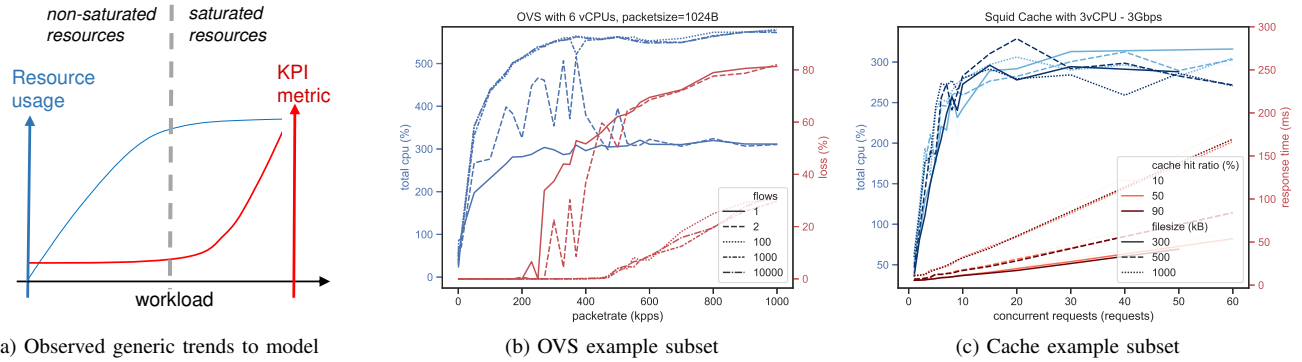 non-saturated
resources
saturated
resources
Resource
usage
KPI
metric
workload
a) Observed generic trends to model
OVS with 6 vCPUs, packetsize=1024B
total cpu (%)
500
400
300
200
100
0
0
200
400
600
800
1000
packetrate (kpps)
loss (%)
80
60
40
20
0
flows
1
2
100
1000
10000
(b) OVS example subset
Squid Cache with 3vCPU - 3Gbps
total cpu (%)
300
250
200
150
100
50
0
10
20
30
40
50
60
concurrent requests (requests)
response time (ms)
300
250
200
150
100
50
0
cache hit ratio (%)
10
50
90
filesize (kB)
300
500
1000
(c) Cache example subset